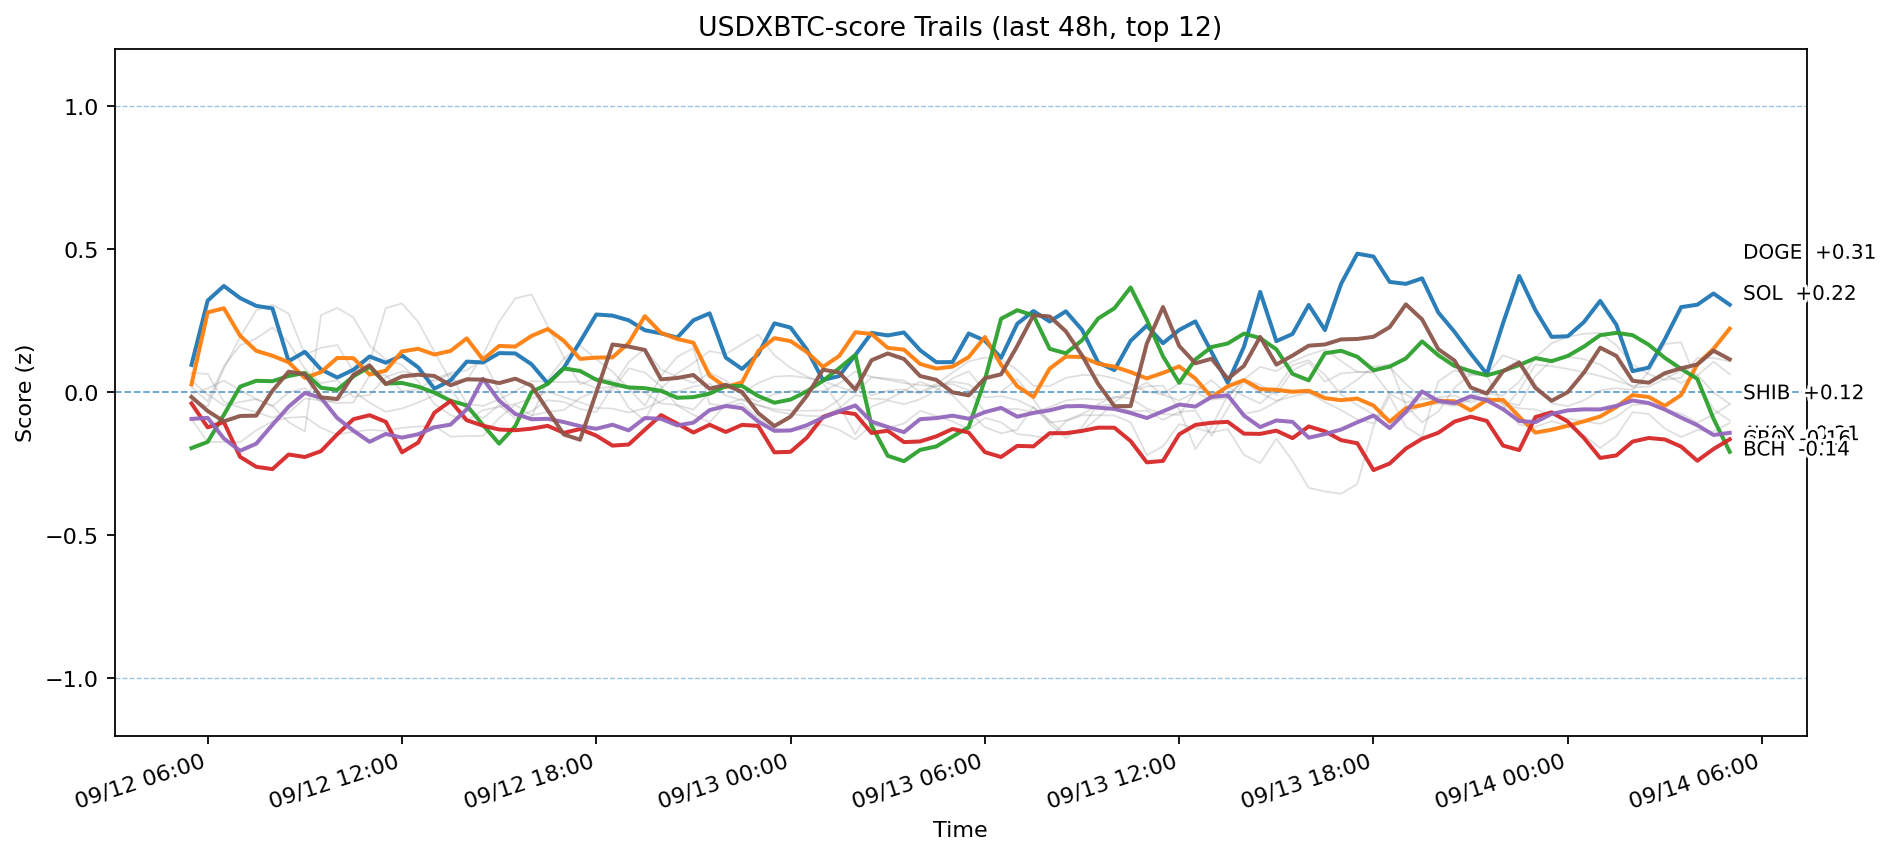 USDXBTC-score Trails (last 48h, top 12)
Score (z)
1.0
0.5
0.0
−0.5
−1.0
DOGE +0.31
SOL +0.22
SHIB +0.12
BCH -0.14
09/12 06:00
09/12 12:00
09/12 18:00
09/13 00:00
09/13 06:00
09/13 12:00
09/13 18:00
09/14 00:00
09/14 06:00
Time